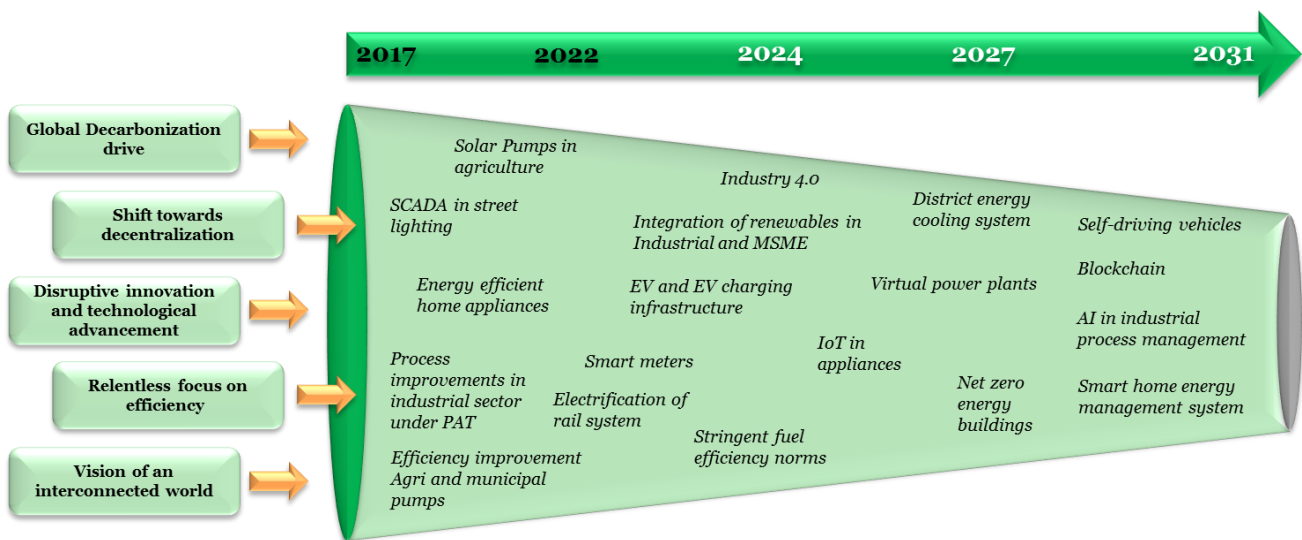 2017 2022 2024 2027 2031
Global Decarbonization
drive
Shift towards
decentralization
Disruptive innovation
and technological
advancement
Relentless focus on
efficiency
Vision of an
interconnected world
Solar Pumps in
agriculture
SCADA in street
lighting
Energy efficient
home appliances
Process
improvements in
industrial sector
under PAT
Efficiency improvement
Agri and municipal
pumps
Industry 4.0
Integration of renewables in
Industrial and MSME
EV and EV charging
infrastructure
Smart meters
Electrification of
rail system
Stringent fuel
efficiency norms
District energy
cooling system
Virtual power plants
IoT in
appliances
Net zero
energy
buildings
Self-driving vehicles
Blockchain
AI in industrial
process management
Smart home energy
management system